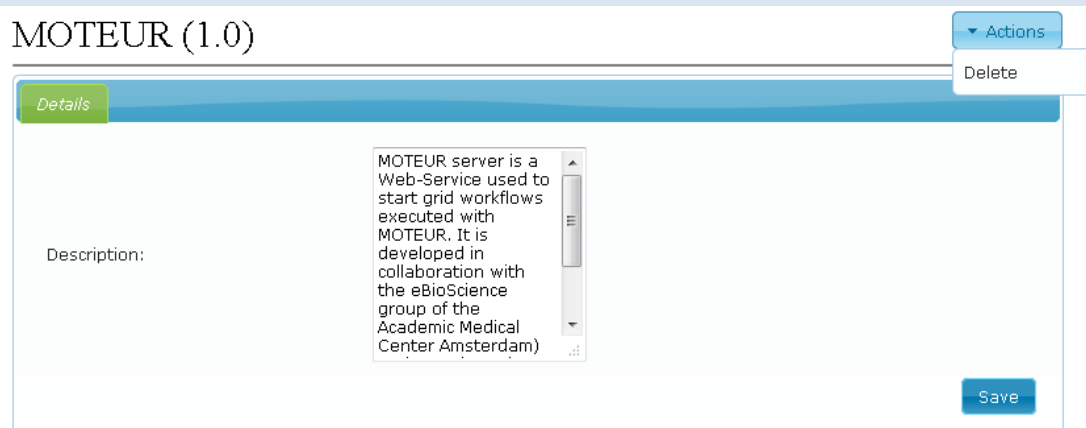 MOTEUR (1.0)
Actions
Delete
Details
Description:
MOTEUR server is a
Web-Service used to
start grid workflows
executed with
MOTEUR. It is
developed in
collaboration with
the eBioScience
group of the
Academic Medical
Center Amsterdam)
Save